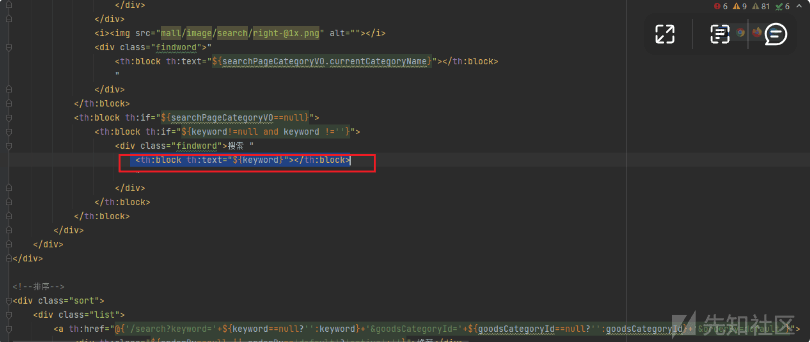 </div>
</div>
<i><img src="mall/image/search/right-@1x.png" alt=""></i>
<div class="findword">"
<th:block th:text="${searchPageCategoryVO.currentCategoryName}"></th:block>
"
</div>
</th:block>
<th:block th:if="${searchPageCategoryVO==null}">
<th:block th:if="${keyword!=null and keyword !=''}">
<div class="findword">搜索 "
<th:block th:text="${keyword}"></th:block>
</div>
</th:block>
</th:block>
</div>
</div>
</div>
<!--排序-->
<div class="sort">
<div class="list">
<a th:href="@{'/search?keyword='+${keyword==null?'':keyword}+'&goodsCategoryId='+${goodsCategoryId==null?'':goodsCategoryId}+
6 9 81 6
先知社区